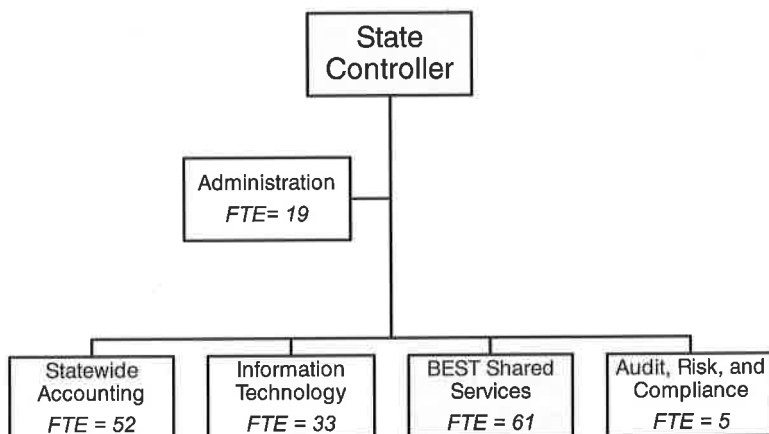 State
Controller
Administration
FTE= 19
Statewide
Accounting
FTE = 52
Information
Technology
FTE = 33
BEST Shared
Services
FTE = 61
Audit, Risk, and
Compliance
FTE = 5